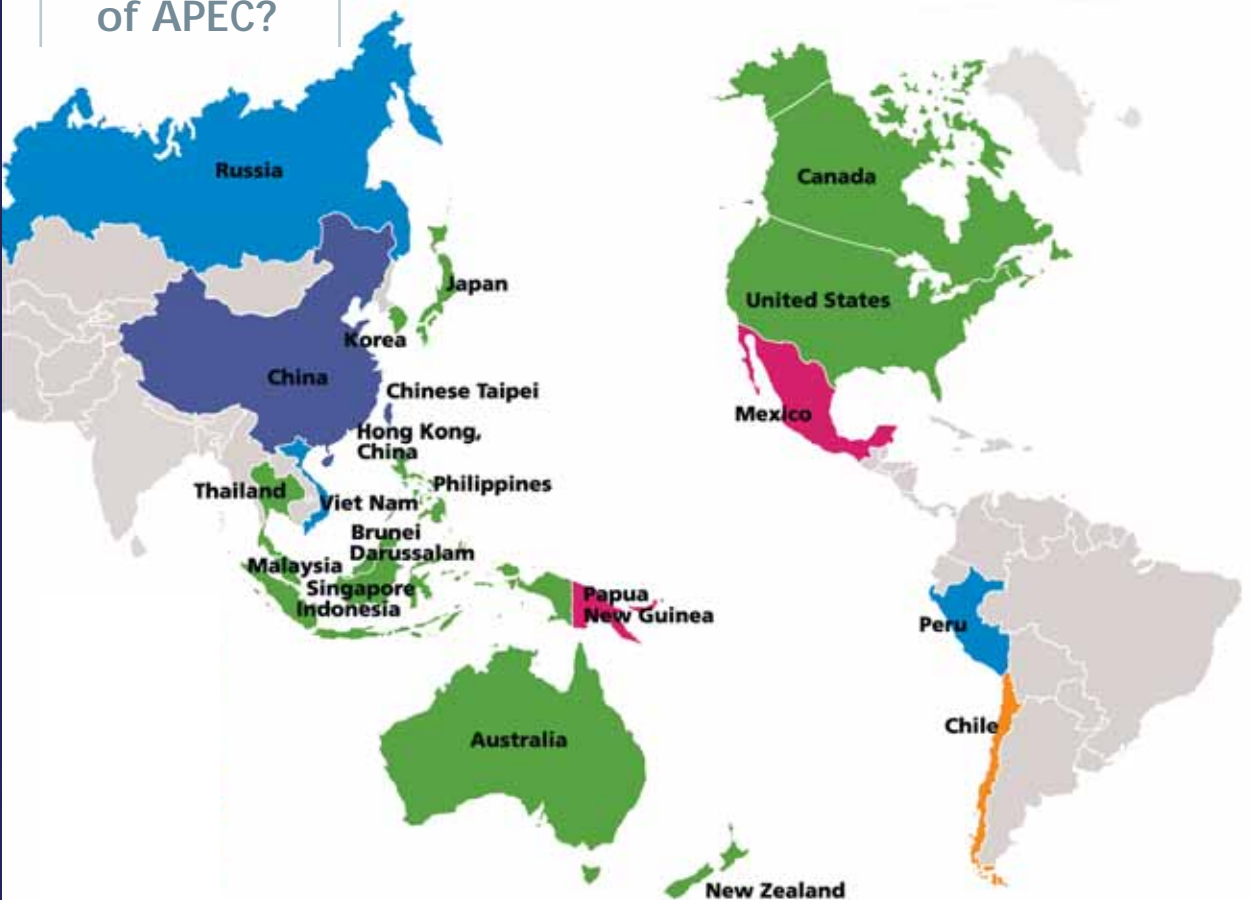 of APEC?
Russia
Canada
Japan
United States
Korea
China
Chinese Taipei
Mexico
Hong Kong,
China
Philippines
Thailand
Viet Nam
Brunei
Darussalam
Malaysia
Singapore
Indonesia
Papua
New Guinea
Peru
Chile
Australia
New Zealand